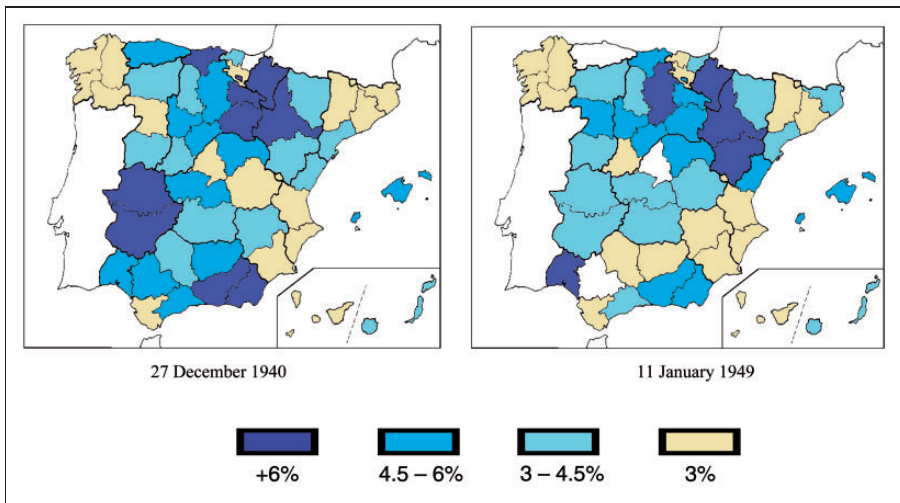 27 December 1940
11 January 1949
+6%
4.5 – 6%
3 – 4.5%
3%